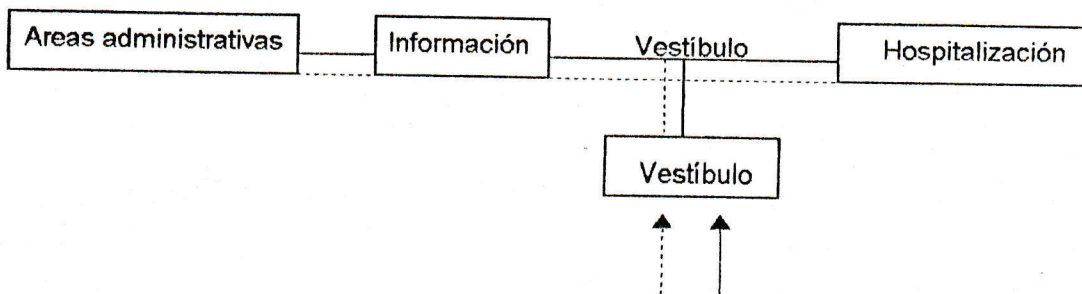 Areas administrativas
Información
Vestíbulo
Hospitalización
Vestíbulo